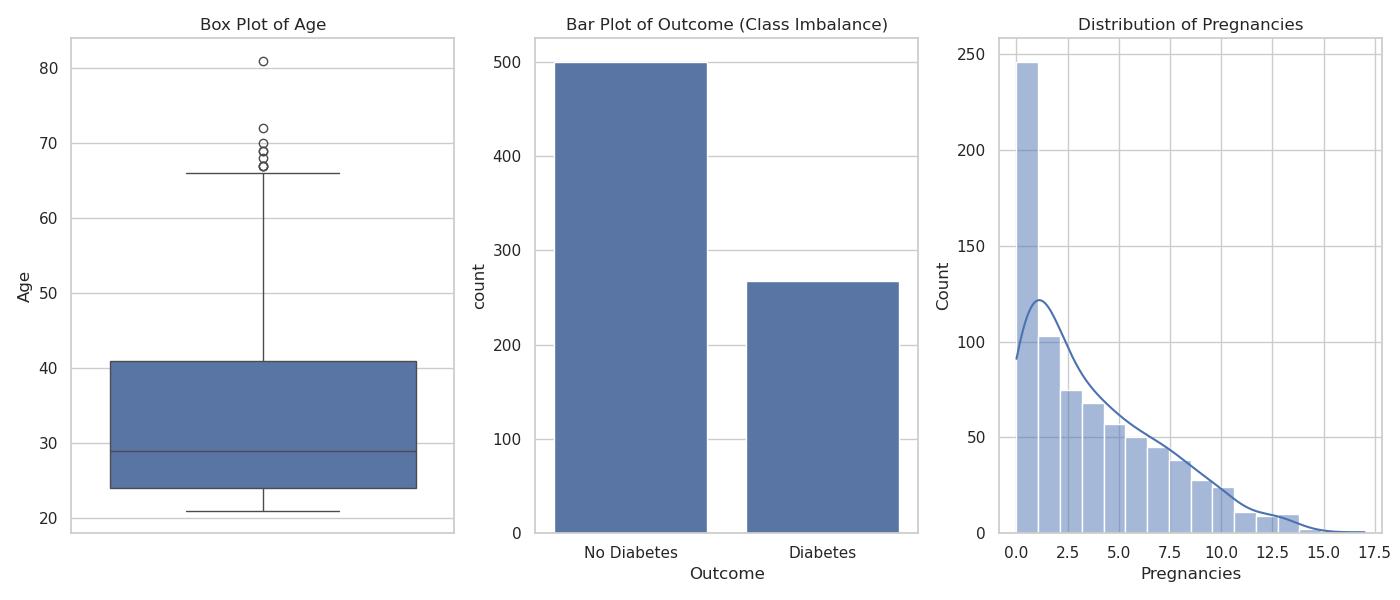 Box Plot of Age
80
70
60
50
40
30
20
Age
Bar Plot of Outcome (Class Imbalance)
500
400
300
200
100
0
count
No Diabetes
Diabetes
Outcome
Distribution of Pregnancies
250
200
150
100
50
0
Count
0.0 2.5 5.0 7.5 10.0 12.5 15.0 17.5
Pregnancies